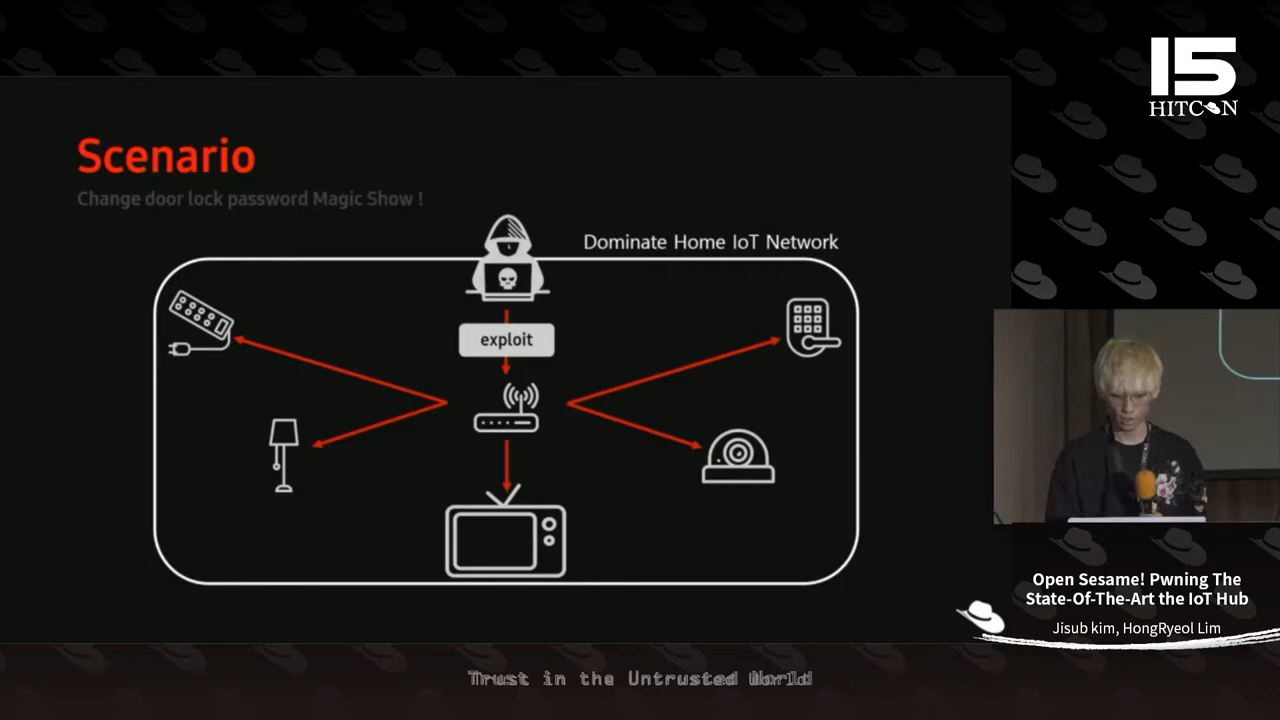 15
HITCON
Scenario
Change door lock password Magic Show !
Dominate Home IoT Network
exploit
Open Sesame! Pwning The
State-Of-The-Art the IoT Hub
Jisub kim, HongRyeol Lim
Trust in the Untrusted World